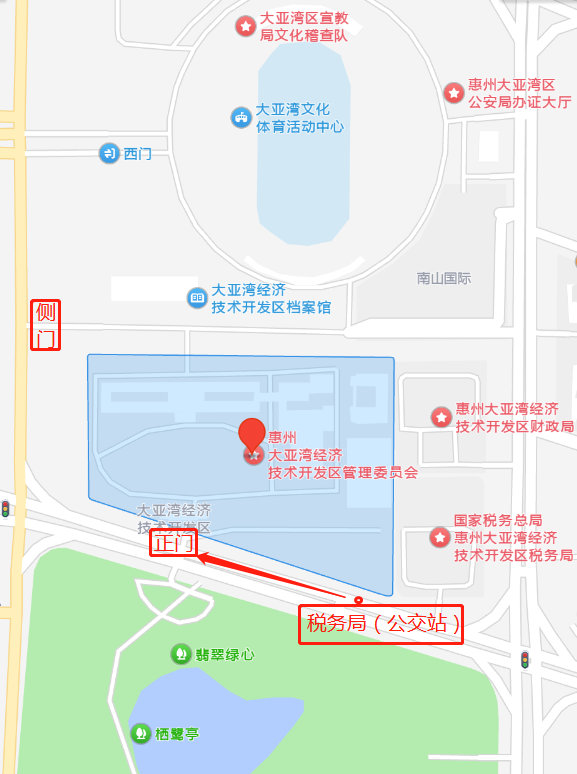 大亚湾区宣教
局文化稽查队
惠州大亚湾区
公安局办证大厅
大亚湾文化
体育活动中心
西门
南山国际
大亚湾经济
技术开发区档案馆
侧
门
惠州大亚湾经济
技术开发区财政局
惠州
大亚湾经济
技术开发区管理委员会
大亚湾经济
技术开发区
正门
国家税务总局
惠州大亚湾经济
技术开发区税务局
税务局（公交站）
翡翠绿心
栖鹭亭